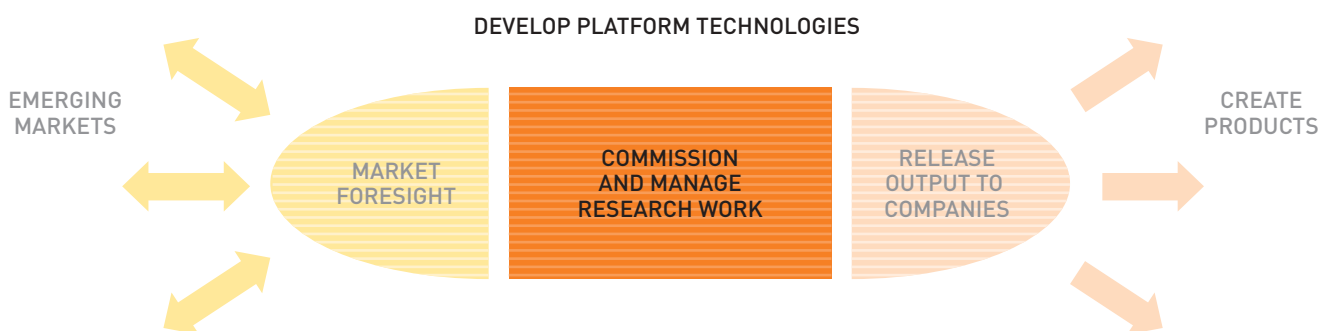 DEVELOP PLATFORM TECHNOLOGIES
EMERGING
MARKETS
MARKET
FORESIGHT
COMMISSION
AND MANAGE
RESEARCH WORK
RELEASE
OUTPUT TO
COMPANIES
CREATE
PRODUCTS